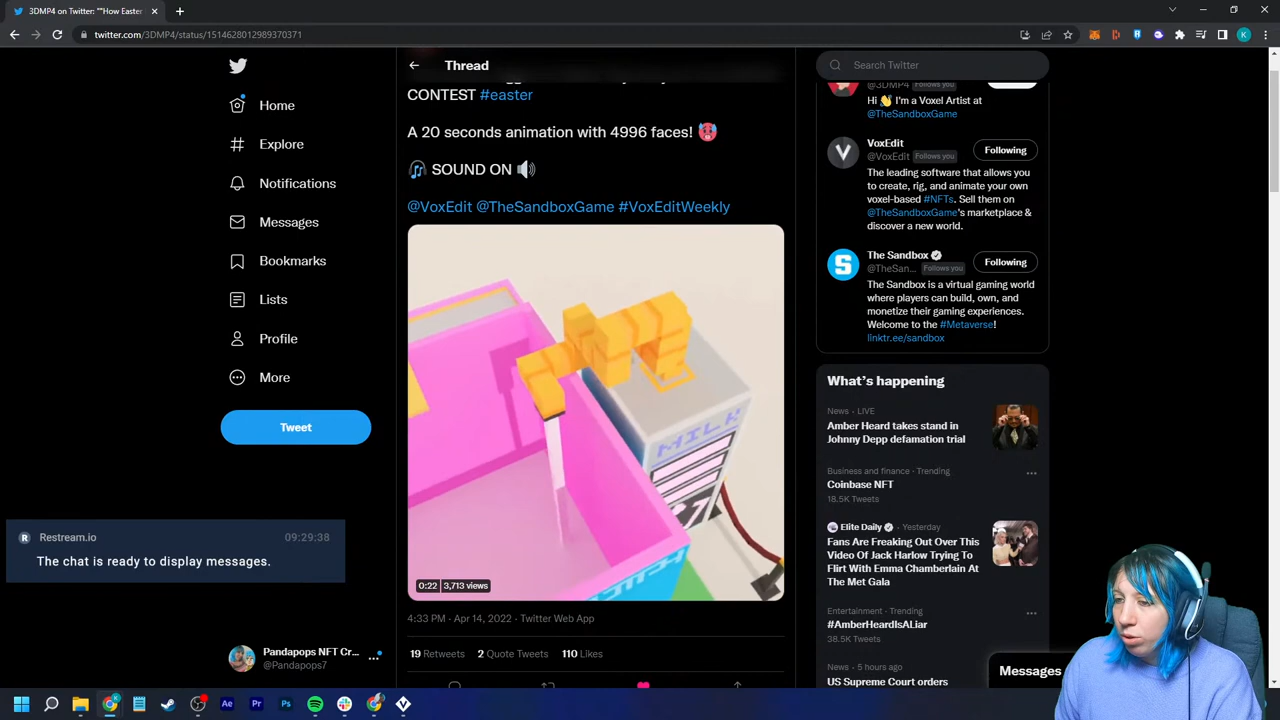 3DMP4 on Twitter: ""How Easter
twitter.com/3DMP4/status/1514628012989370371
K
Thread
Search Twitter
Home
Explore
Notifications
Messages
Bookmarks
Lists
Profile
More
Tweet
CONTEST #easter
A 20 seconds animation with 4996 faces!
SOUND ON
@VoxEdit @TheSandboxGame #VoxEditWeekly
MILK
0:22 3,713 views
4:33 PM · Apr 14, 2022 · Twitter Web App
19 Retweets 2 Quote Tweets 110 Likes
@3DMP4 Follows you
Hi I'm a Voxel Artist at
@TheSandboxGame
VoxEdit
@VoxEdit Follows you
Following
The leading software that allows you
to create, rig, and animate your own
voxel-based #NFTs. Sell them on
@TheSandboxGame's marketplace &
discover a new world.
The Sandbox
@TheSan... Follows you
Following
The Sandbox is a virtual gaming world
where players can build, own, and
monetize their gaming experiences.
Welcome to the #Metaverse!
linktr.ee/sandbox
What's happening
News · LIVE
Amber Heard takes stand in
Johnny Depp defamation trial
Business and finance · Trending
Coinbase NFT
18.5K Tweets
Elite Daily · Yesterday
Fans Are Freaking Out Over This
Video Of Jack Harlow Trying To
Flirt With Emma Chamberlain At
The Met Gala
Entertainment · Trending
#AmberHeardIsALiar
38.5K Tweets
News · 5 hours ago
US Supreme Court orders
Messages
Restream.io 09:29:38
The chat is ready to display messages.
Pandapops NFT Cr...
@Pandapops7
Ae
Pr
Ps